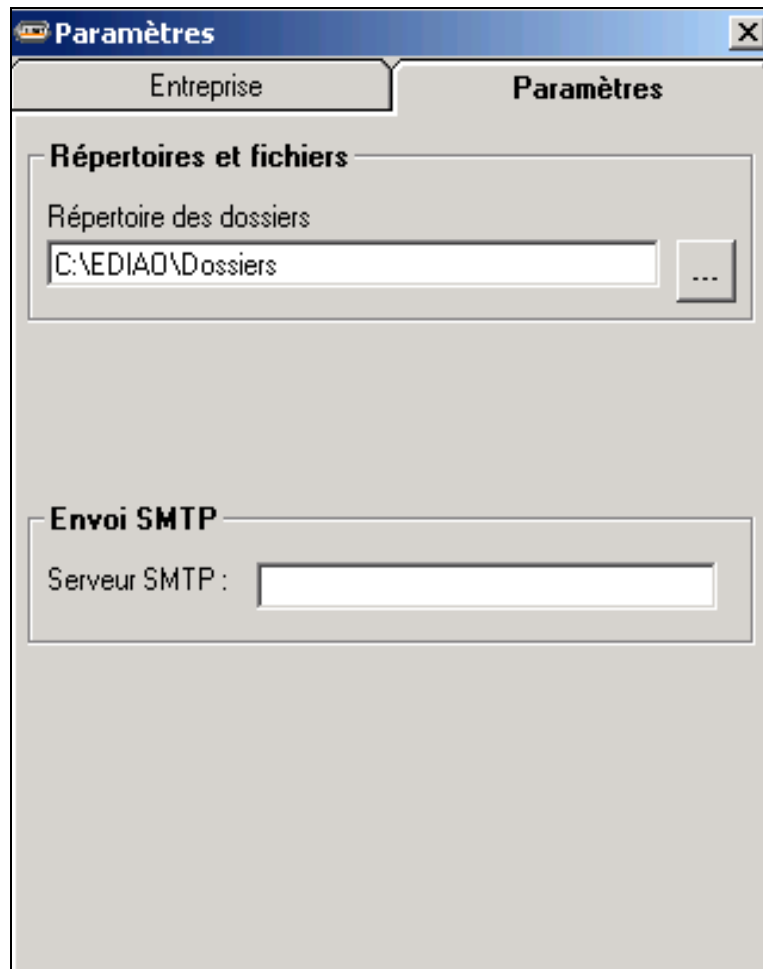 Paramètres
Entreprise
Paramètres
Répertoires et fichiers
Répertoire des dossiers
C:\EDIAO\Dossiers
...
Envoi SMTP
Serveur SMTP :